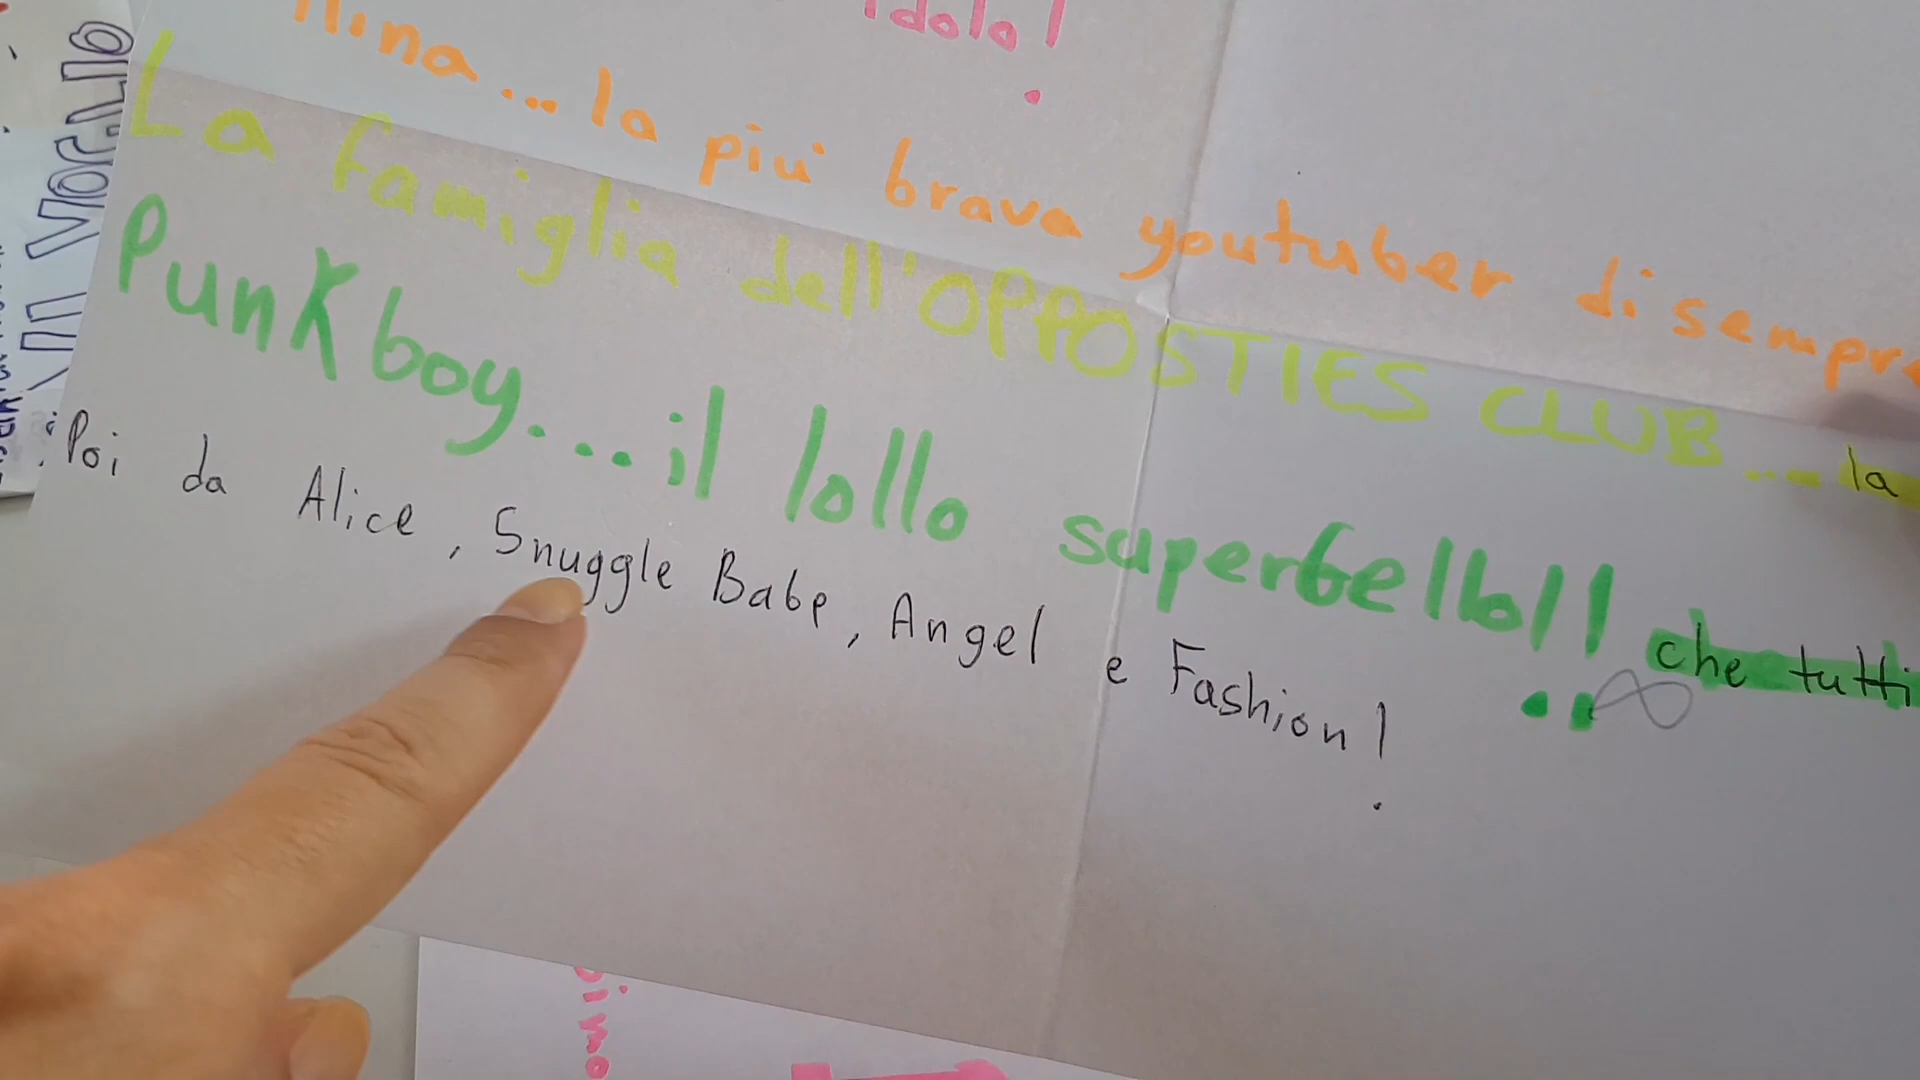 idolo!
llina... la più brava youtuber di sempre
La famiglia dell'OPPOSTIES CLUB... la
Punkboy... il lollo superbello!!
che tutti
Poi da Alice, Snuggle Babe, Angel e Fashion!